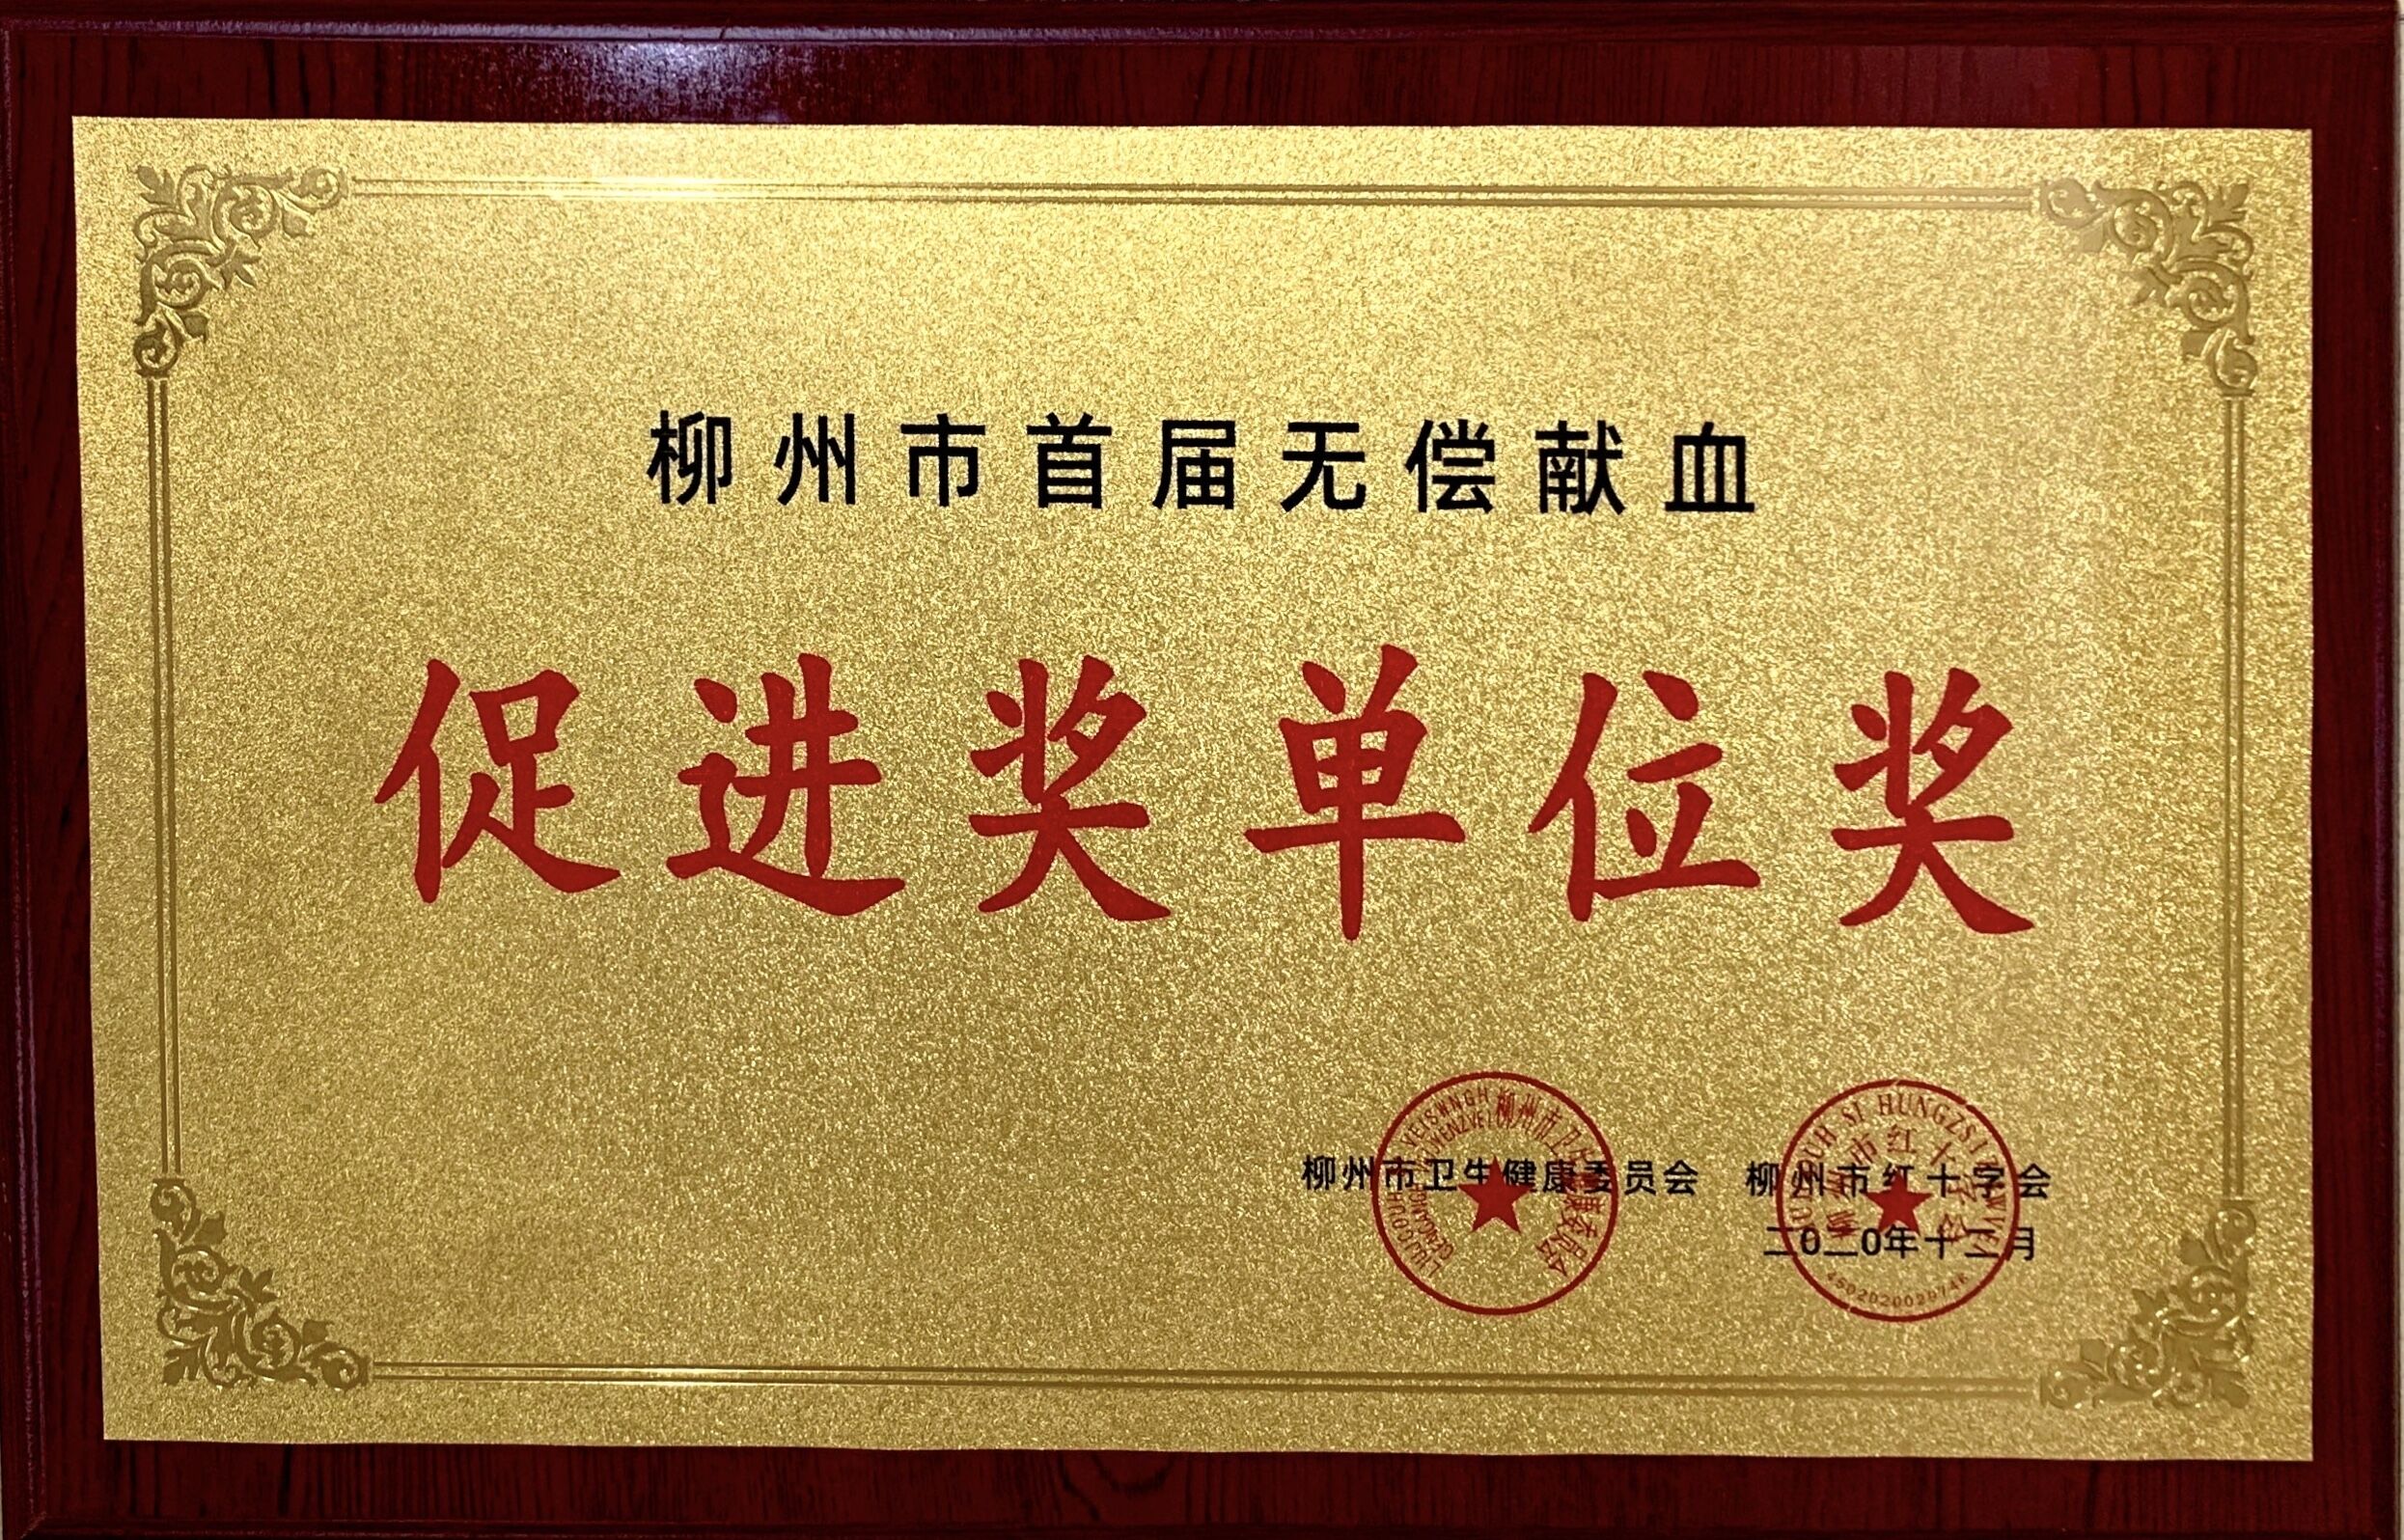 柳州市首届无偿献血
促进奖单位奖
柳州市卫生健康委员会 柳州市红十字会
二0二0年十二月